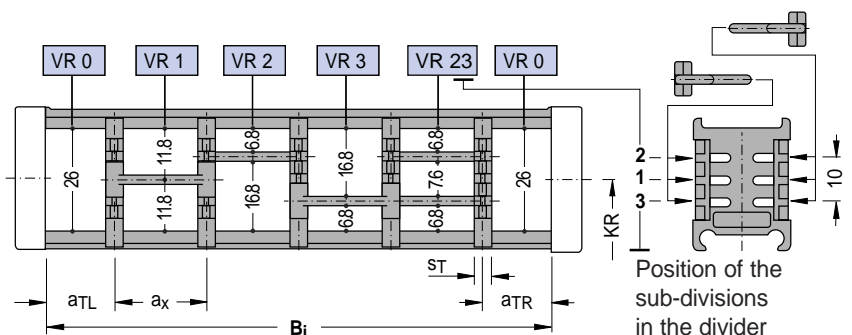 VR 0 VR 1 VR 2 VR 3 VR 23 VR 0
26 11.8 11.8 6.8 16.8 16.8 6.8 6.8 7.6 6.8 26
2
1
3
10
KR
sT
aTL aX aTR
Bi
Position of the
sub-divisions
in the divider